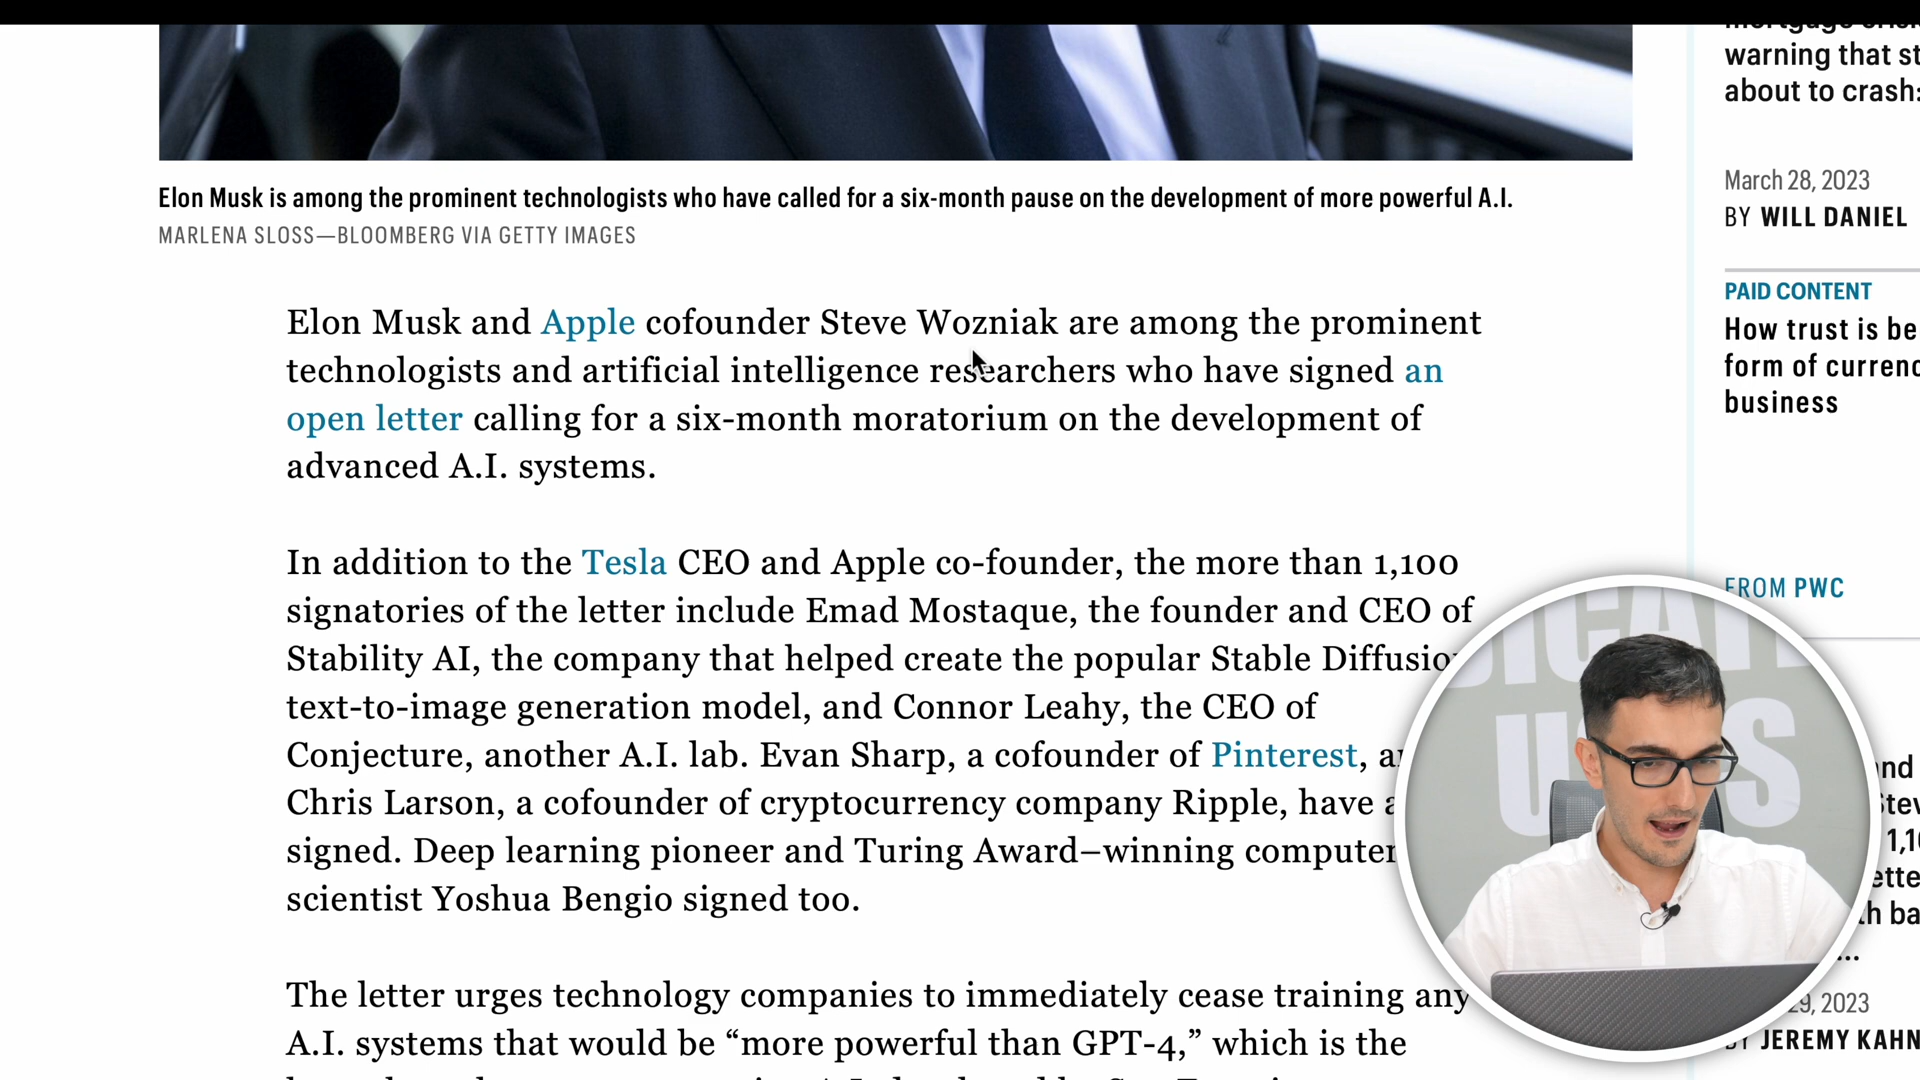 warning that st
about to crash:
Elon Musk is among the prominent technologists who have called for a six-month pause on the development of more powerful A.I.
MARLENA SLOSS—BLOOMBERG VIA GETTY IMAGES
March 28, 2023
BY WILL DANIEL
PAID CONTENT
How trust is be
form of currenc
business
FROM PWC
Elon Musk and Apple cofounder Steve Wozniak are among the prominent
technologists and artificial intelligence researchers who have signed an
open letter calling for a six-month moratorium on the development of
advanced A.I. systems.
In addition to the Tesla CEO and Apple co-founder, the more than 1,100
signatories of the letter include Emad Mostaque, the founder and CEO of
Stability AI, the company that helped create the popular Stable Diffusio
text-to-image generation model, and Connor Leahy, the CEO of
Conjecture, another A.I. lab. Evan Sharp, a cofounder of Pinterest, a
Chris Larson, a cofounder of cryptocurrency company Ripple, have a
signed. Deep learning pioneer and Turing Award–winning computer
scientist Yoshua Bengio signed too.
The letter urges technology companies to immediately cease training any
A.I. systems that would be “more powerful than GPT-4,” which is the
nd
Stev
1,10
ette
h ba
...
29, 2023
BY JEREMY KAHN